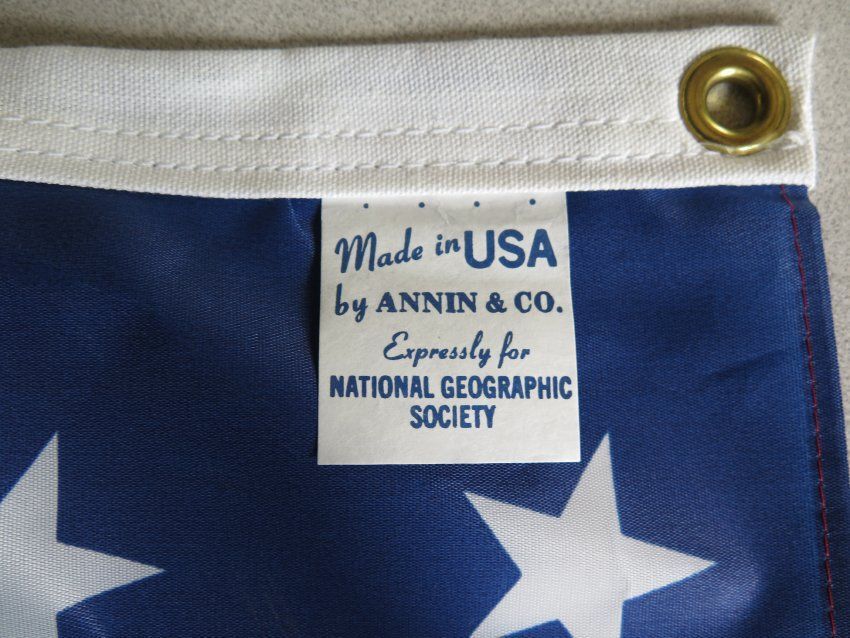 Made in USA
by ANNIN & CO.
Expressly for
NATIONAL GEOGRAPHIC
SOCIETY